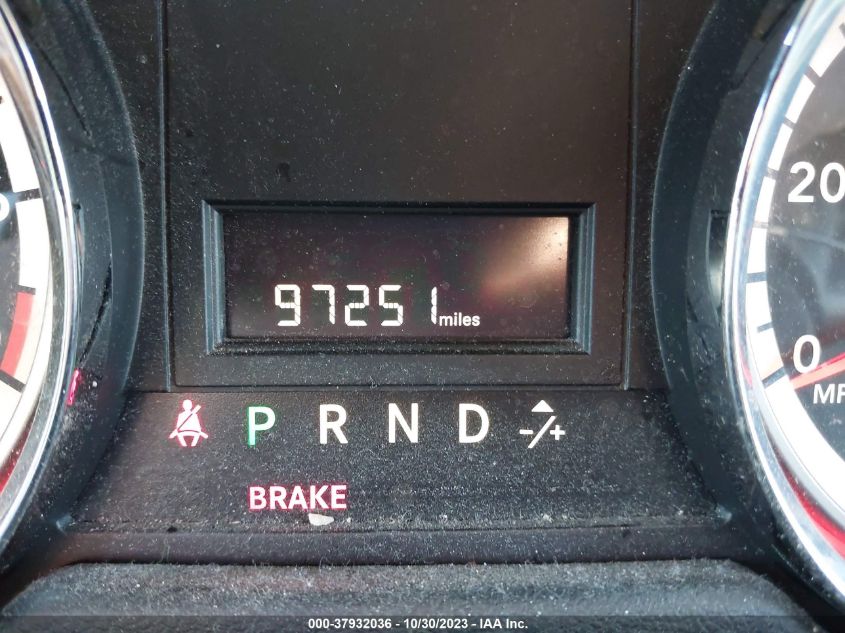 20
97251 miles
0
MP
P R N D -/+
BRAKE
000-37932036 - 10/30/2023 - IAA Inc.